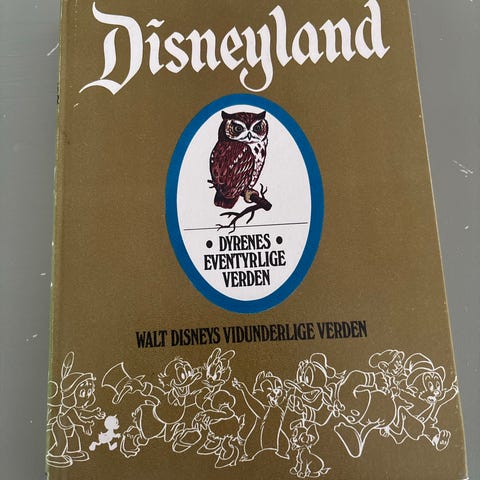 Disneyland
• DYRENES •
EVENTYRLIGE
VERDEN
WALT DISNEYS VIDUNDERLIGE VERDEN